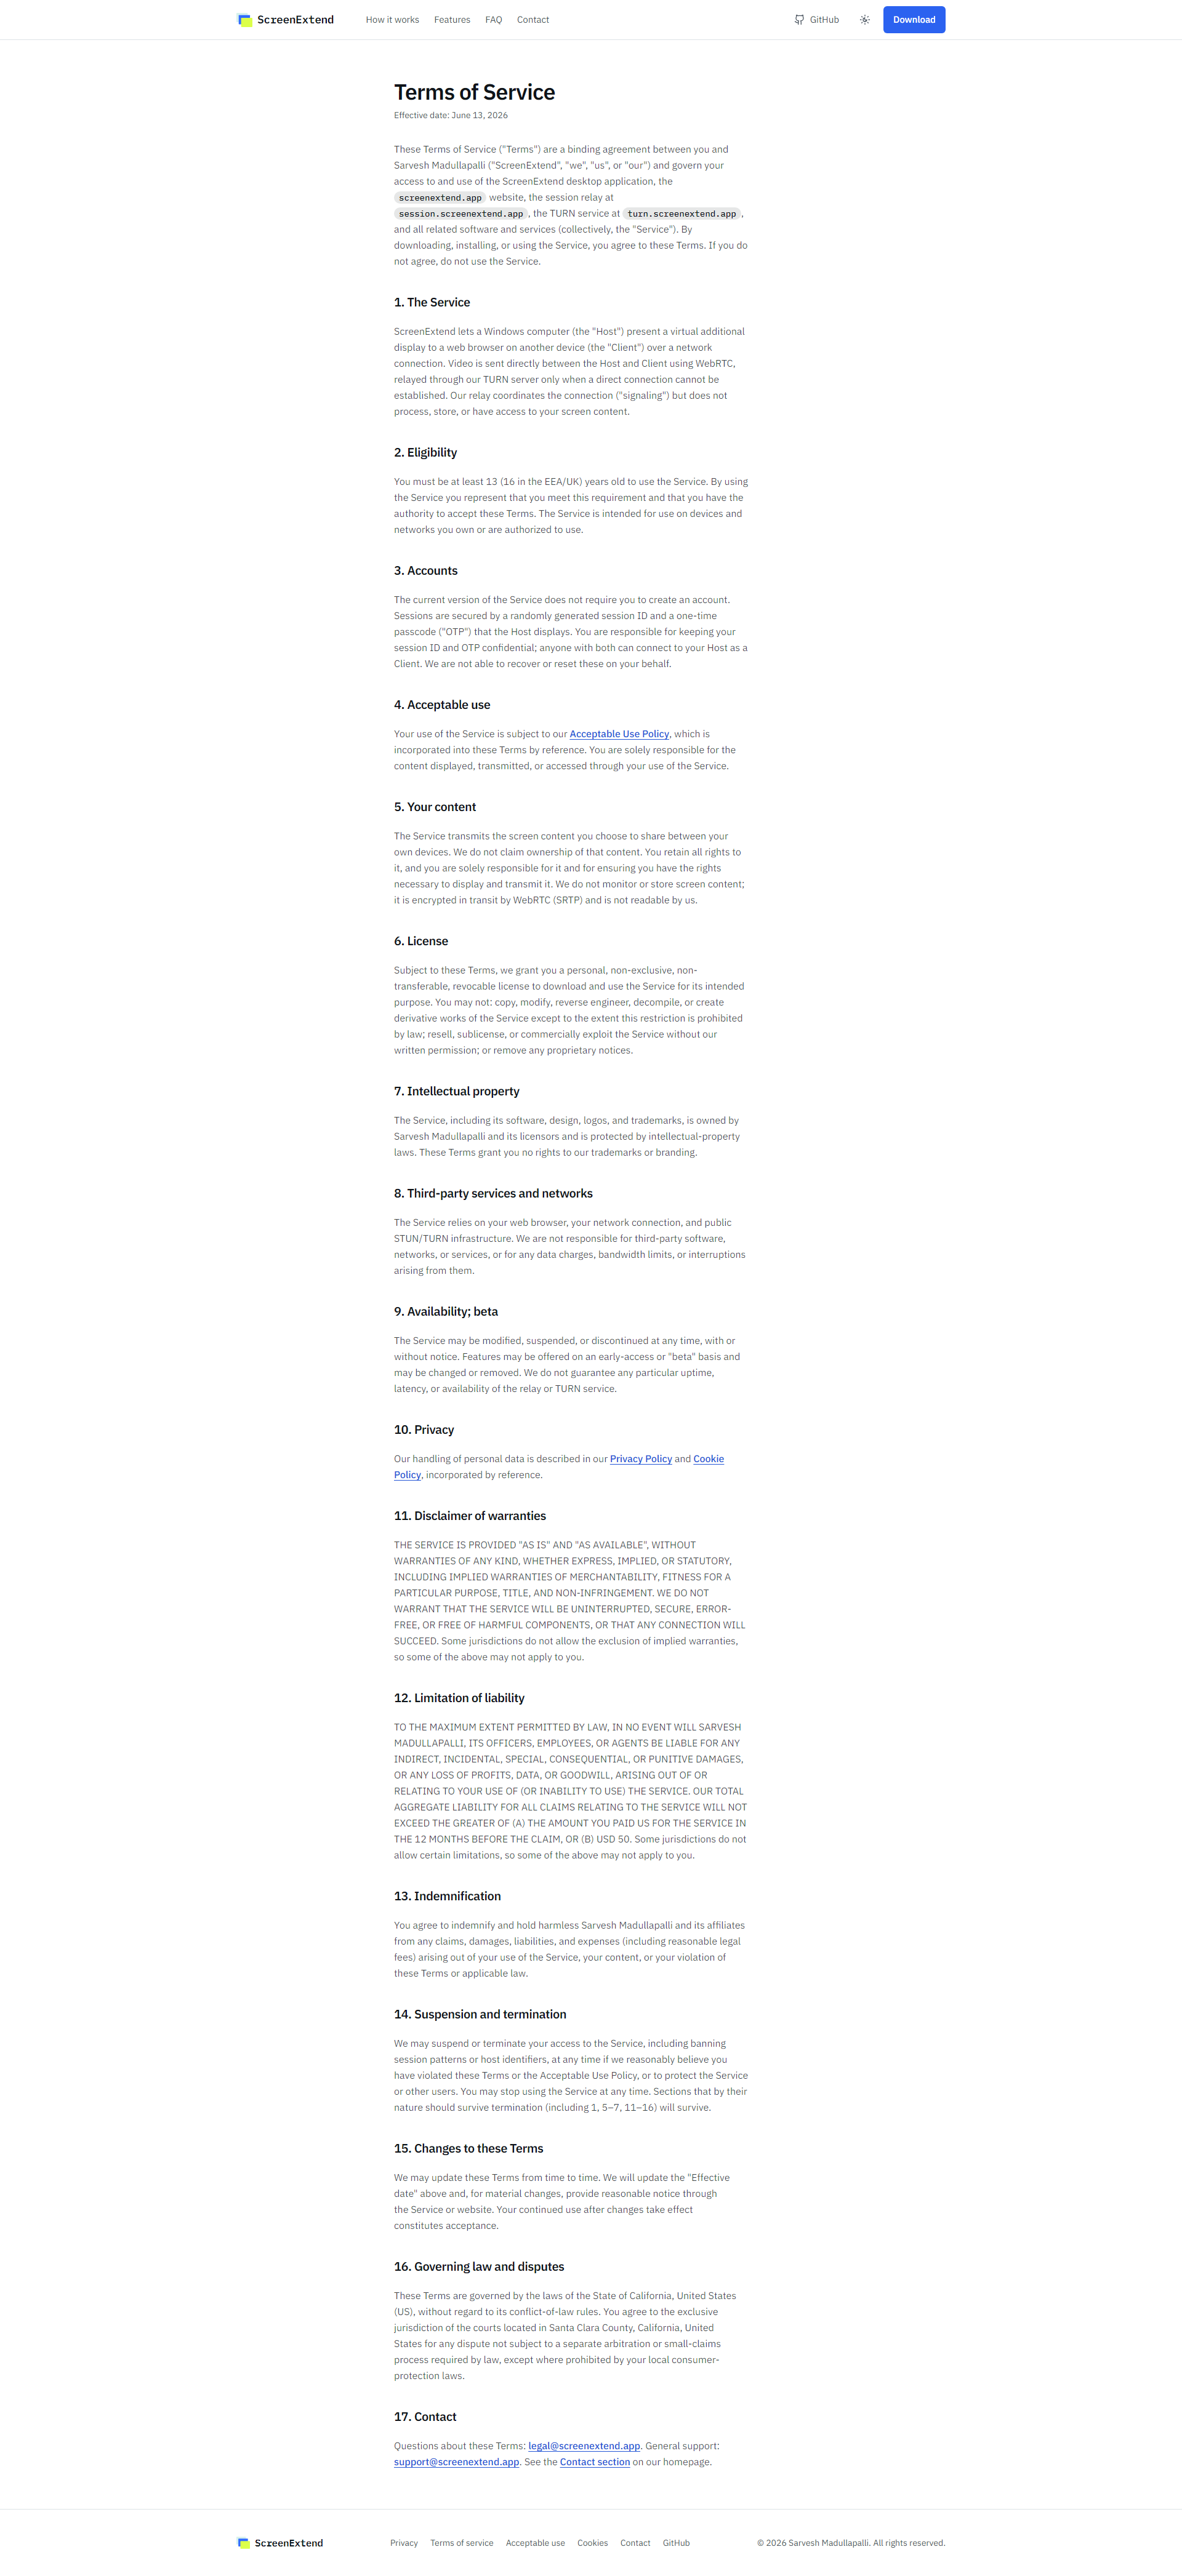 ScreenExtend How it works Features FAQ Contact GitHub Download
Terms of Service
Effective date: June 13, 2026
These Terms of Service ("Terms") are a binding agreement between you and
Sarvesh Madullapalli ("ScreenExtend", "we", "us", or "our") and govern your
access to and use of the ScreenExtend desktop application, the
screenextend.app website, the session relay at
session.screenextend.app, the TURN service at turn.screenextend.app,
and all related software and services (collectively, the "Service"). By
downloading, installing, or using the Service, you agree to these Terms. If you do
not agree, do not use the Service.
1. The Service
ScreenExtend lets a Windows computer (the "Host") present a virtual additional
display to a web browser on another device (the "Client") over a network
connection. Video is sent directly between the Host and Client using WebRTC,
relayed through our TURN server only when a direct connection cannot be
established. Our relay coordinates the connection ("signaling") but does not
process, store, or have access to your screen content.
2. Eligibility
You must be at least 13 (16 in the EEA/UK) years old to use the Service. By using
the Service you represent that you meet this requirement and that you have the
authority to accept these Terms. The Service is intended for use on devices and
networks you own or are authorized to use.
3. Accounts
The current version of the Service does not require you to create an account.
Sessions are secured by a randomly generated session ID and a one-time
passcode ("OTP") that the Host displays. You are responsible for keeping your
session ID and OTP confidential; anyone with both can connect to your Host as a
Client. We are not able to recover or reset these on your behalf.
4. Acceptable use
Your use of the Service is subject to our Acceptable Use Policy, which is
incorporated into these Terms by reference. You are solely responsible for the
content displayed, transmitted, or accessed through your use of the Service.
5. Your content
The Service transmits the screen content you choose to share between your
own devices. We do not claim ownership of that content. You retain all rights to
it, and you are solely responsible for it and for ensuring you have the rights
necessary to display and transmit it. We do not monitor or store screen content;
it is encrypted in transit by WebRTC (SRTP) and is not readable by us.
6. License
Subject to these Terms, we grant you a personal, non-exclusive, non-
transferable, revocable license to download and use the Service for its intended
purpose. You may not: copy, modify, reverse engineer, decompile, or create
derivative works of the Service except to the extent this restriction is prohibited
by law; resell, sublicense, or commercially exploit the Service without our
written permission; or remove any proprietary notices.
7. Intellectual property
The Service, including its software, design, logos, and trademarks, is owned by
Sarvesh Madullapalli and its licensors and is protected by intellectual-property
laws. These Terms grant you no rights to our trademarks or branding.
8. Third-party services and networks
The Service relies on your web browser, your network connection, and public
STUN/TURN infrastructure. We are not responsible for third-party software,
networks, or services, or for any data charges, bandwidth limits, or interruptions
arising from them.
9. Availability; beta
The Service may be modified, suspended, or discontinued at any time, with or
without notice. Features may be offered on an early-access or "beta" basis and
may be changed or removed. We do not guarantee any particular uptime,
latency, or availability of the relay or TURN service.
10. Privacy
Our handling of personal data is described in our Privacy Policy and Cookie
Policy, incorporated by reference.
11. Disclaimer of warranties
THE SERVICE IS PROVIDED "AS IS" AND "AS AVAILABLE", WITHOUT
WARRANTIES OF ANY KIND, WHETHER EXPRESS, IMPLIED, OR STATUTORY,
INCLUDING IMPLIED WARRANTIES OF MERCHANTABILITY, FITNESS FOR A
PARTICULAR PURPOSE, TITLE, AND NON-INFRINGEMENT. WE DO NOT
WARRANT THAT THE SERVICE WILL BE UNINTERRUPTED, SECURE, ERROR-
FREE, OR FREE OF HARMFUL COMPONENTS, OR THAT ANY CONNECTION WILL
SUCCEED. Some jurisdictions do not allow the exclusion of implied warranties,
so some of the above may not apply to you.
12. Limitation of liability
TO THE MAXIMUM EXTENT PERMITTED BY LAW, IN NO EVENT WILL SARVESH
MADULLAPALLI, ITS OFFICERS, EMPLOYEES, OR AGENTS BE LIABLE FOR ANY
INDIRECT, INCIDENTAL, SPECIAL, CONSEQUENTIAL, OR PUNITIVE DAMAGES,
OR ANY LOSS OF PROFITS, DATA, OR GOODWILL, ARISING OUT OF OR
RELATING TO YOUR USE OF (OR INABILITY TO USE) THE SERVICE. OUR TOTAL
AGGREGATE LIABILITY FOR ALL CLAIMS RELATING TO THE SERVICE WILL NOT
EXCEED THE GREATER OF (A) THE AMOUNT YOU PAID US FOR THE SERVICE IN
THE 12 MONTHS BEFORE THE CLAIM, OR (B) USD 50. Some jurisdictions do not
allow certain limitations, so some of the above may not apply to you.
13. Indemnification
You agree to indemnify and hold harmless Sarvesh Madullapalli and its affiliates
from any claims, damages, liabilities, and expenses (including reasonable legal
fees) arising out of your use of the Service, your content, or your violation of
these Terms or applicable law.
14. Suspension and termination
We may suspend or terminate your access to the Service, including banning
session patterns or host identifiers, at any time if we reasonably believe you
have violated these Terms or the Acceptable Use Policy, or to protect the Service
or other users. You may stop using the Service at any time. Sections that by their
nature should survive termination (including 1, 5–7, 11–16) will survive.
15. Changes to these Terms
We may update these Terms from time to time. We will update the "Effective
date" above and, for material changes, provide reasonable notice through
the Service or website. Your continued use after changes take effect
constitutes acceptance.
16. Governing law and disputes
These Terms are governed by the laws of the State of California, United States
(US), without regard to its conflict-of-law rules. You agree to the exclusive
jurisdiction of the courts located in Santa Clara County, California, United
States for any dispute not subject to a separate arbitration or small-claims
process required by law, except where prohibited by your local consumer-
protection laws.
17. Contact
Questions about these Terms: legal@screenextend.app. General support:
support@screenextend.app. See the Contact section on our homepage.
ScreenExtend Privacy Terms of service Acceptable use Cookies Contact GitHub © 2026 Sarvesh Madullapalli. All rights reserved.